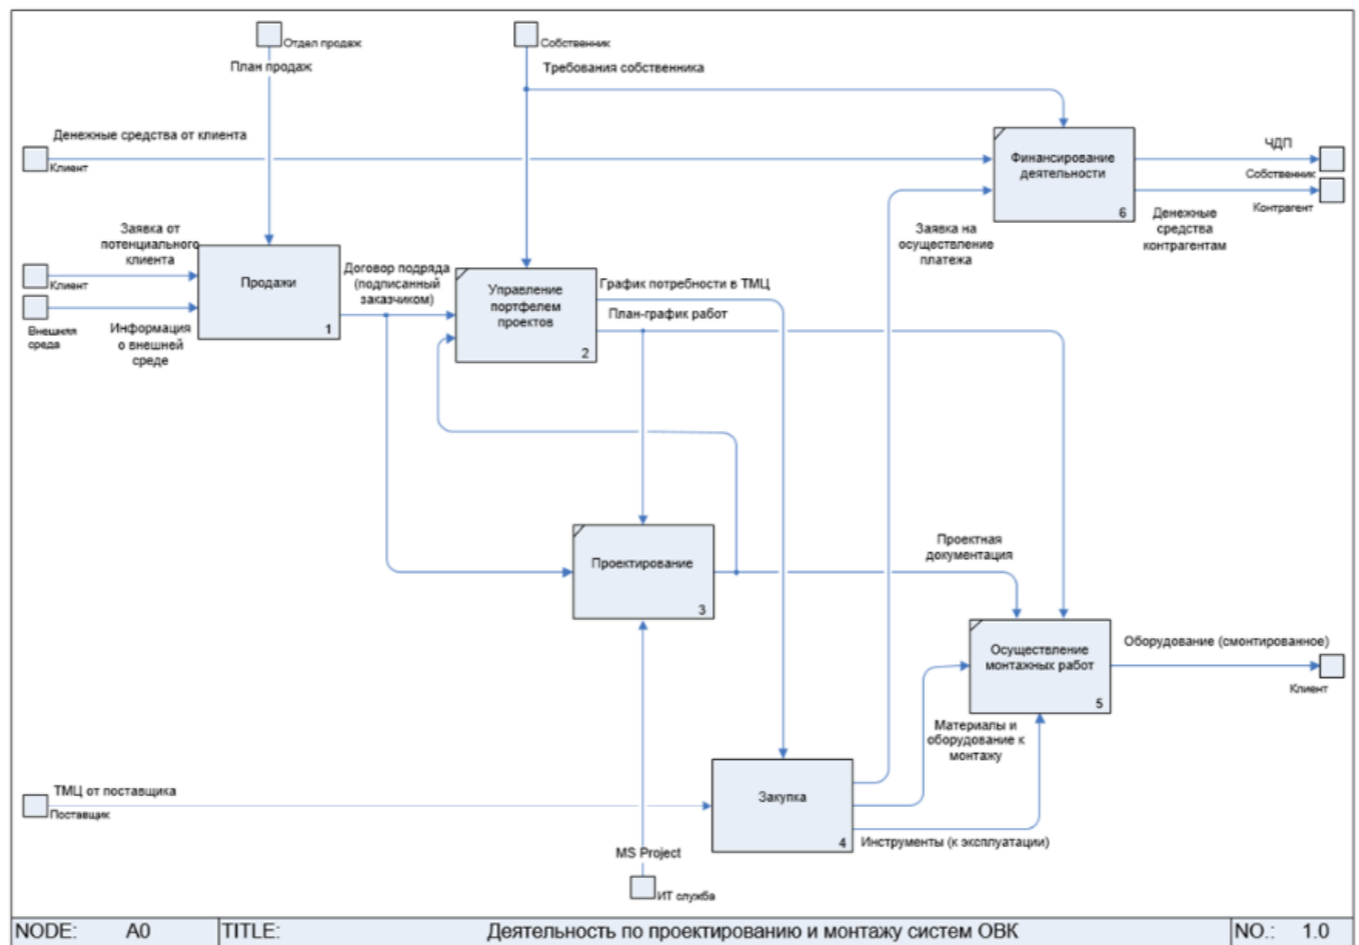 Отдел продаж
Собственник
План продаж
Требования собственника
Денежные средства от клиента
Клиент
Финансирование
деятельности
6
ЧДП
Собственник
Контрагент
Денежные
средства
контрагентам
Заявка на
осуществление
платежа
Заявка от
потенциального
клиента
Клиент
Внешняя
среда
Информация
о внешней
среде
Продажи
1
Договор подряда
(подписанный
заказчиком)
Управление
портфелем
проектов
2
График потребности в ТМЦ
План-график работ
Проектирование
3
Проектная
документация
Осуществление
монтажных работ
5
Оборудование (смонтированное)
Клиент
Материалы и
оборудование к
монтажу
ТМЦ от поставщика
Поставщик
Закупка
4
Инструменты (к эксплуатации)
MS Project
ИТ служба
NODE: A0 TITLE: Деятельность по проектированию и монтажу систем ОВК NO.: 1.0